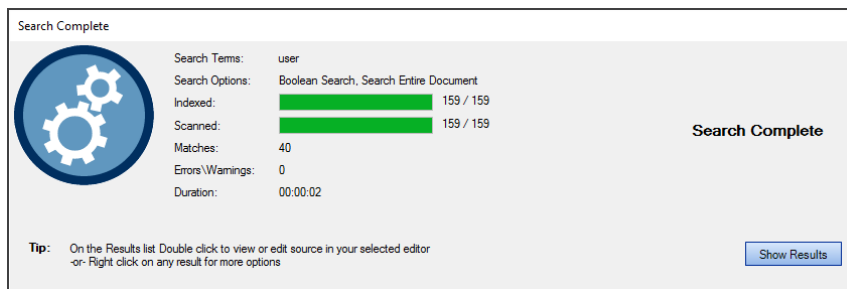 Search Complete
Search Terms: user
Search Options: Boolean Search, Search Entire Document
Indexed: 159 / 159
Scanned: 159 / 159
Matches: 40
Errors\Warnings: 0
Duration: 00:00:02
Search Complete
Tip: On the Results list Double click to view or edit source in your selected editor
-or- Right click on any result for more options
Show Results